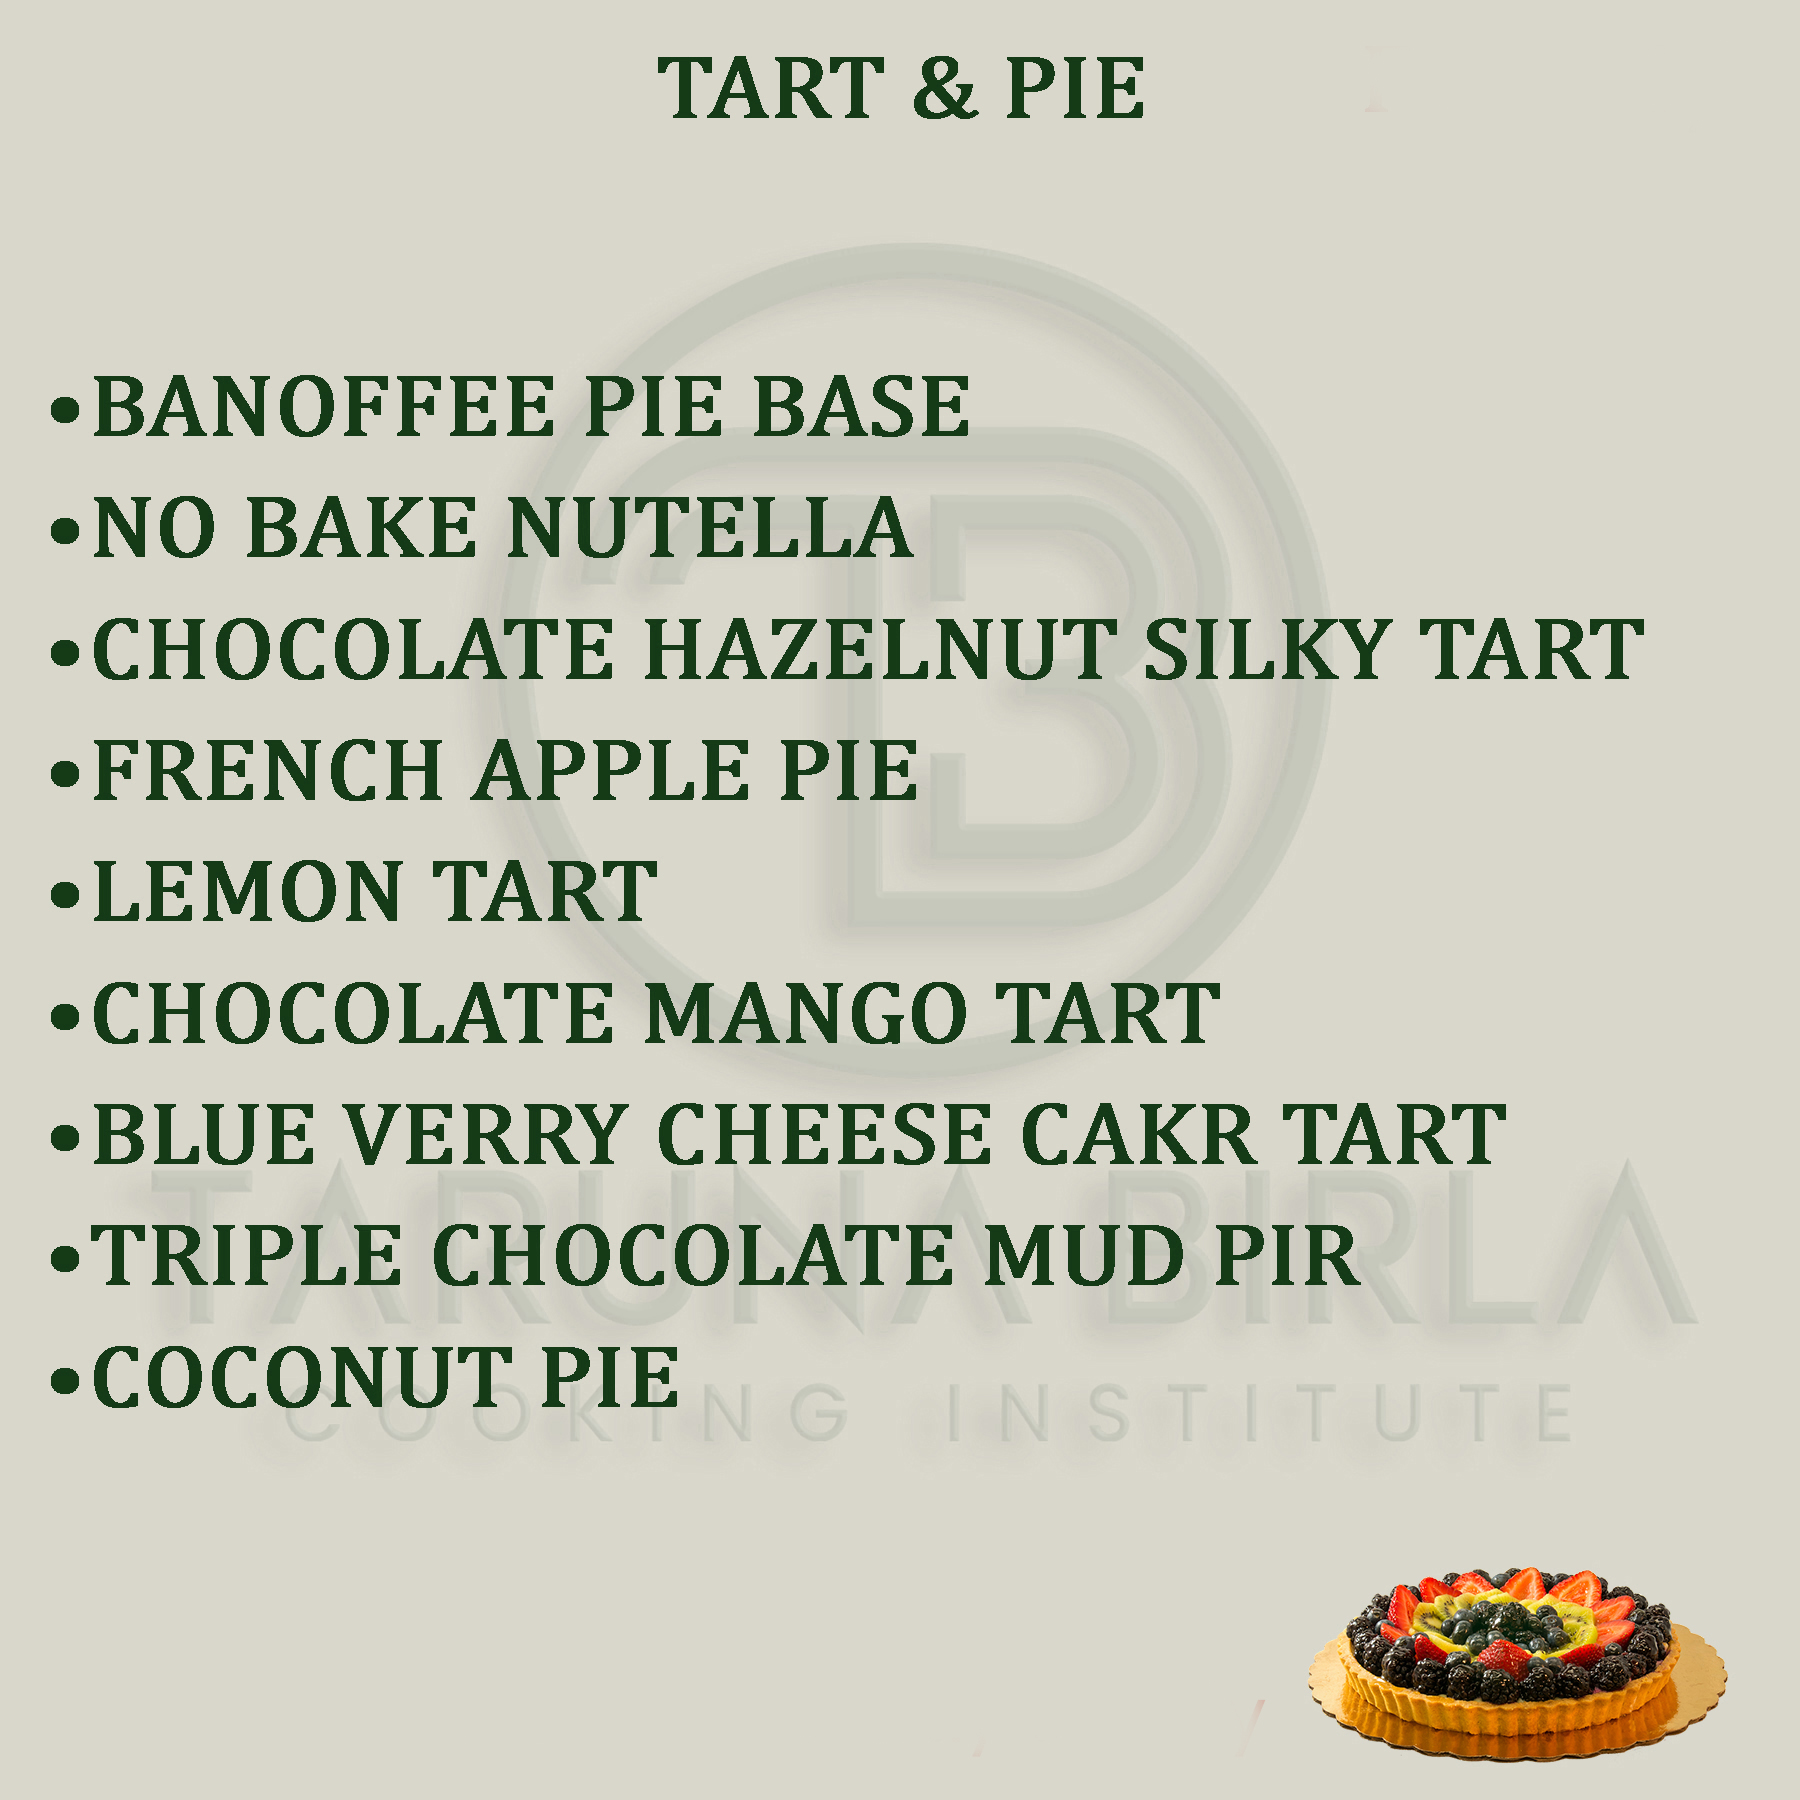 TART & PIE
•BANOFFEE PIE BASE
•NO BAKE NUTELLA
•CHOCOLATE HAZELNUT SILKY TART
•FRENCH APPLE PIE
•LEMON TART
•CHOCOLATE MANGO TART
•BLUE VERRY CHEESE CAKR TART
TARUNA BIRLA
•TRIPLE CHOCOLATE MUD PIR
•COCONUT PIE
COOKING INSTITUTE